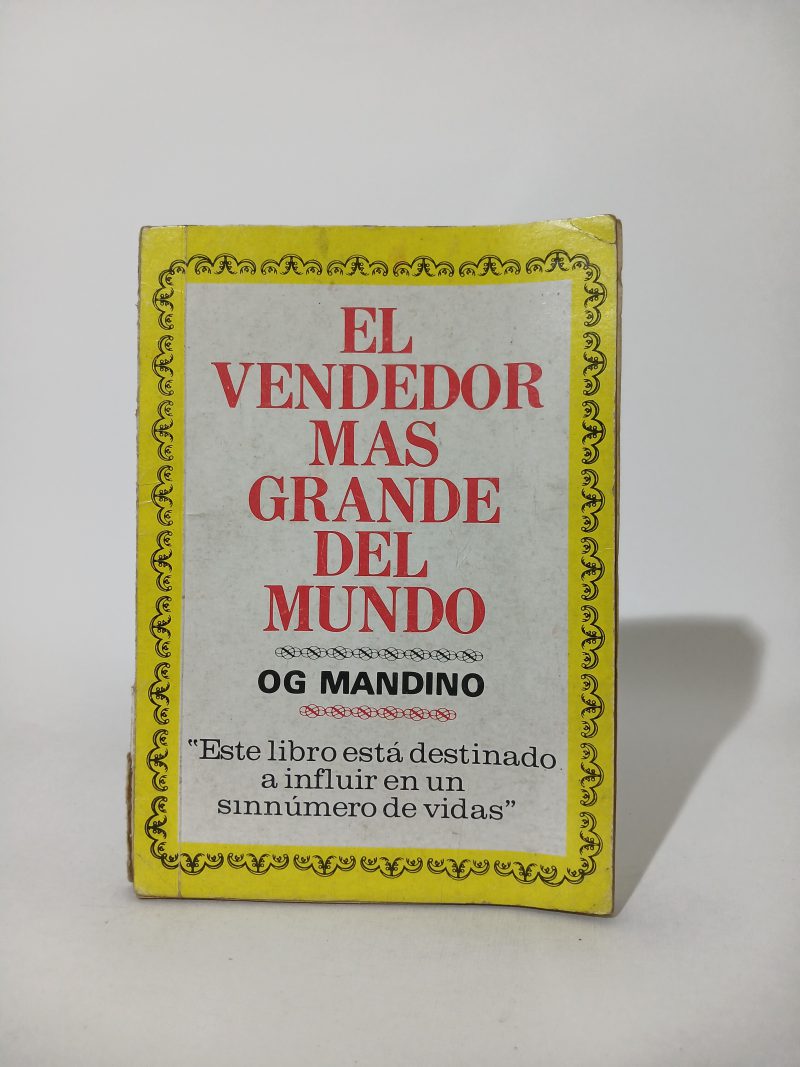 EL
VENDEDOR
MAS
GRANDE
DEL
MUNDO
OG MANDINO
“Este libro está destinado
a influir en un
sinnúmero de vidas”